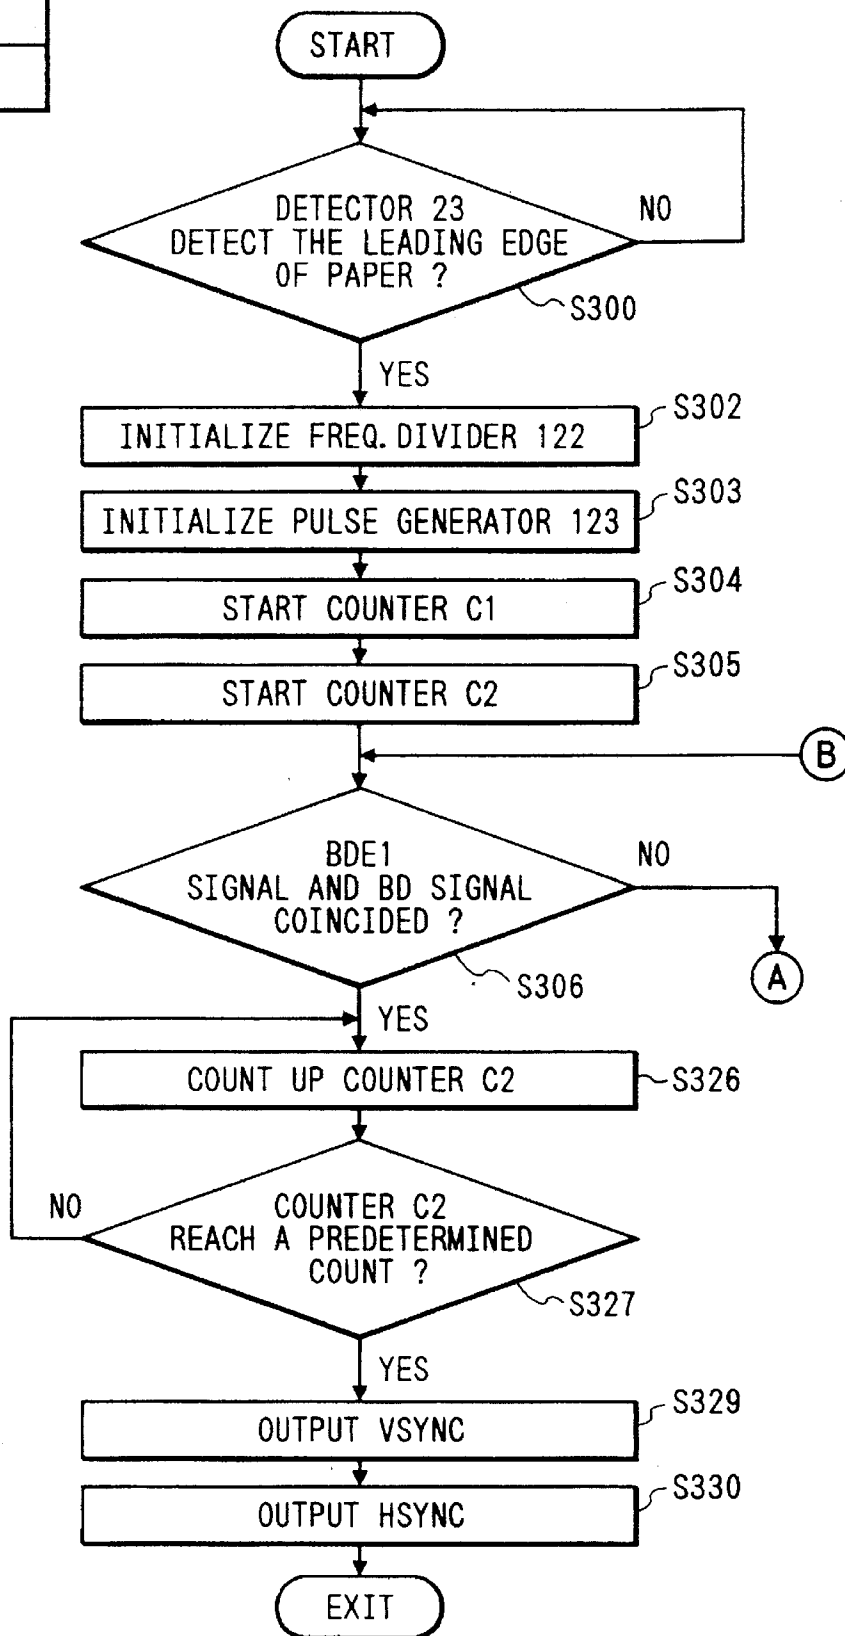 START
DETECTOR 23
DETECT THE LEADING EDGE
OF PAPER ?
NO
S300
YES
S302
INITIALIZE FREQ. DIVIDER 122
S303
INITIALIZE PULSE GENERATOR 123
S304
START COUNTER C1
S305
START COUNTER C2
B
BDE1
SIGNAL AND BD SIGNAL
COINCIDED ?
NO
A
S306
YES
COUNT UP COUNTER C2
S326
NO
COUNTER C2
REACH A PREDETERMINED
COUNT ?
S327
YES
S329
OUTPUT VSYNC
S330
OUTPUT HSYNC
EXIT